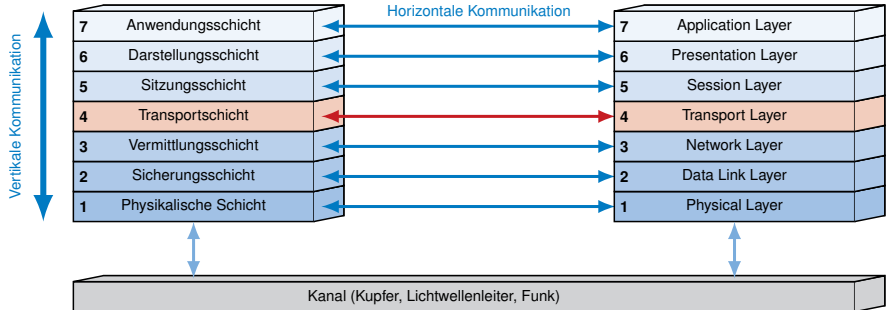 Horizontale Kommunikation
Vertikale Kommunikation
7 Anwendungsschicht
6 Darstellungsschicht
5 Sitzungsschicht
4 Transportschicht
3 Vermittlungsschicht
2 Sicherungsschicht
1 Physikalische Schicht
7 Application Layer
6 Presentation Layer
5 Session Layer
4 Transport Layer
3 Network Layer
2 Data Link Layer
1 Physical Layer
Kanal (Kupfer, Lichtwellenleiter, Funk)